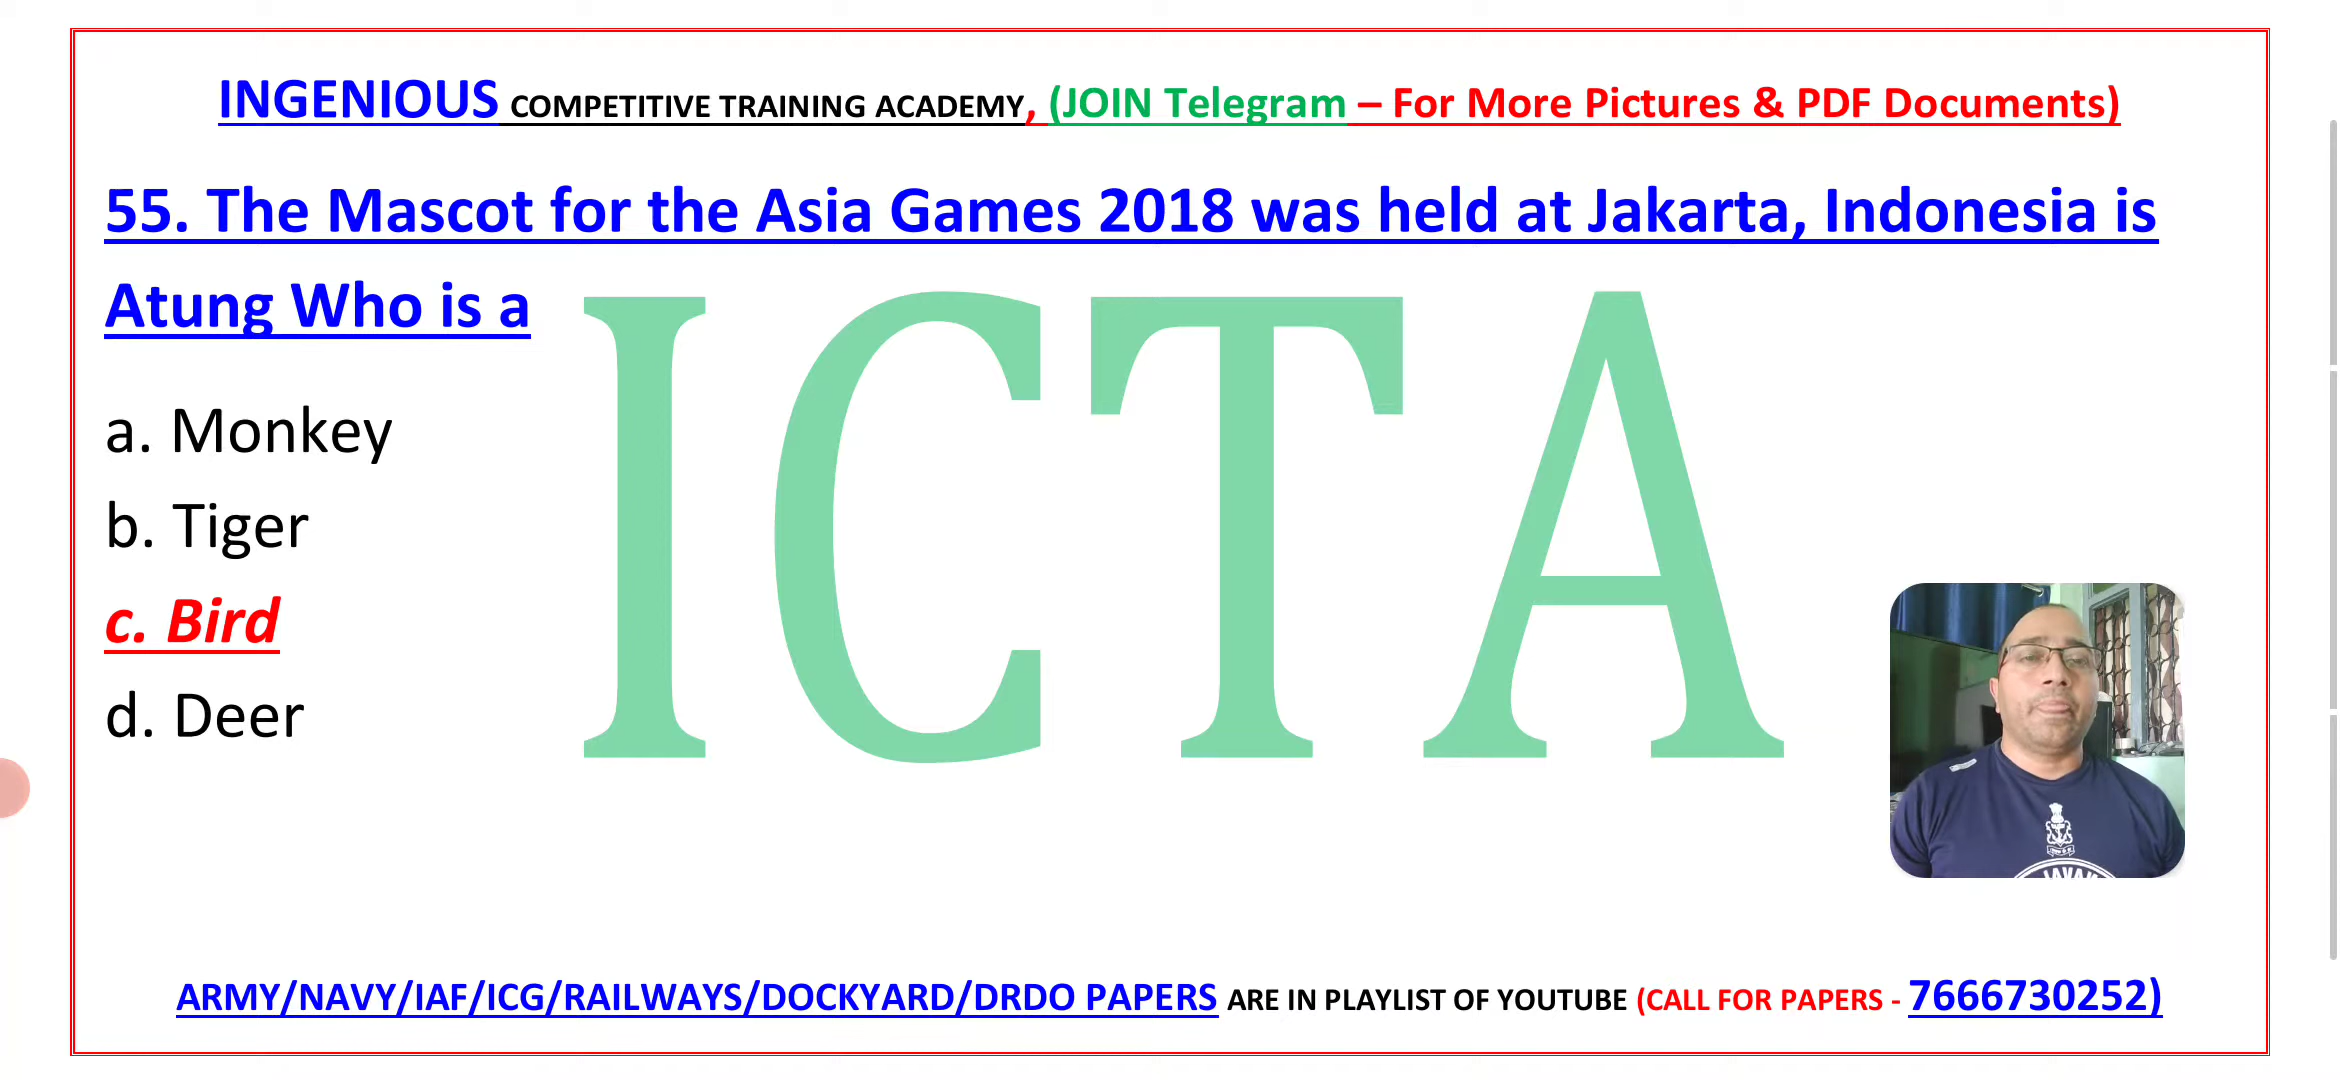 INGENIOUS COMPETITIVE TRAINING ACADEMY, (JOIN Telegram – For More Pictures & PDF Documents)
55. The Mascot for the Asia Games 2018 was held at Jakarta, Indonesia is
Atung Who is a
ICTA
a. Monkey
b. Tiger
c. Bird
d. Deer
ARMY/NAVY/IAF/ICG/RAILWAYS/DOCKYARD/DRDO PAPERS ARE IN PLAYLIST OF YOUTUBE (CALL FOR PAPERS - 7666730252)